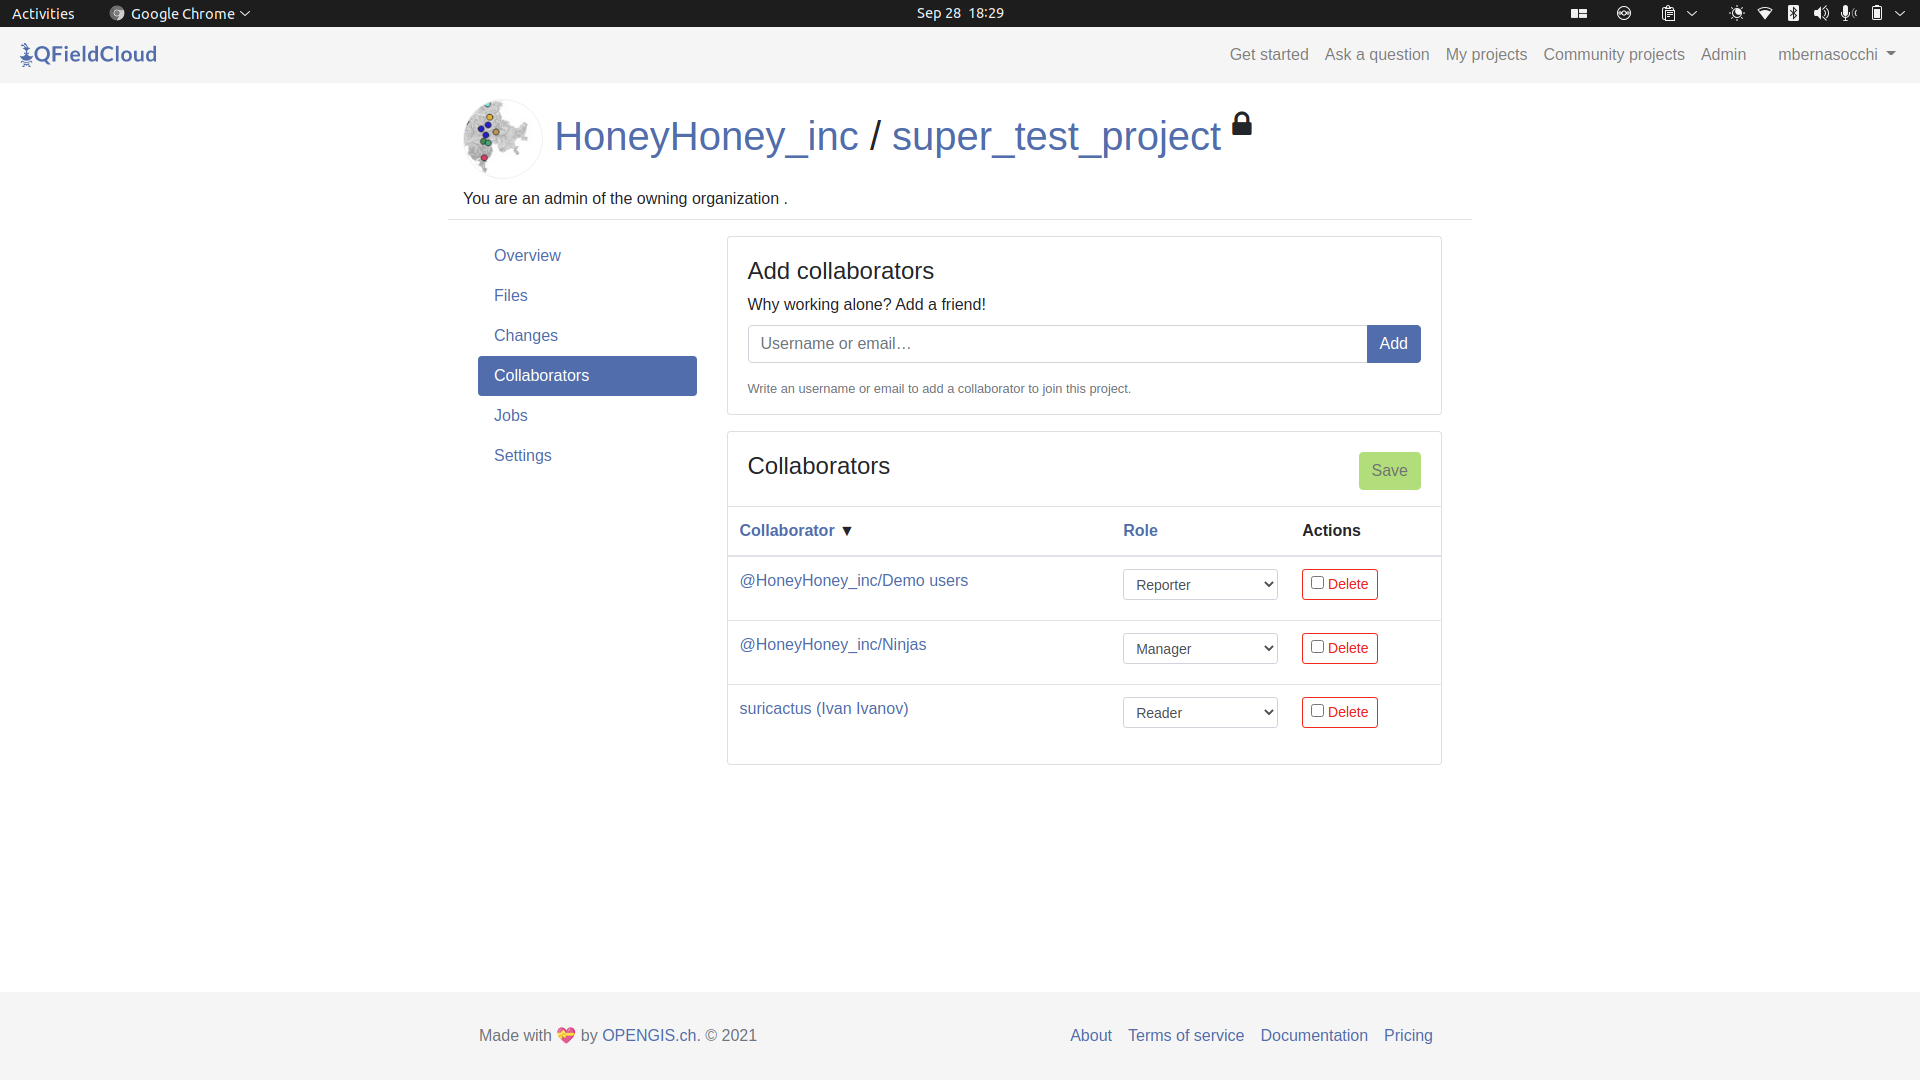 Activities Google Chrome Sep 28 18:29
QFieldCloud Get started Ask a question My projects Community projects Admin mbernasocchi
HoneyHoney_inc / super_test_project
You are an admin of the owning organization .
Overview
Files
Changes
Collaborators
Jobs
Settings
Add collaborators
Why working alone? Add a friend!
Username or email… Add
Write an username or email to add a collaborator to join this project.
Collaborators Save
Collaborator ▼ Role Actions
@HoneyHoney_inc/Demo users Reporter Delete
@HoneyHoney_inc/Ninjas Manager Delete
suricactus (Ivan Ivanov) Reader Delete
Made with 💝 by OPENGIS.ch. © 2021 About Terms of service Documentation Pricing